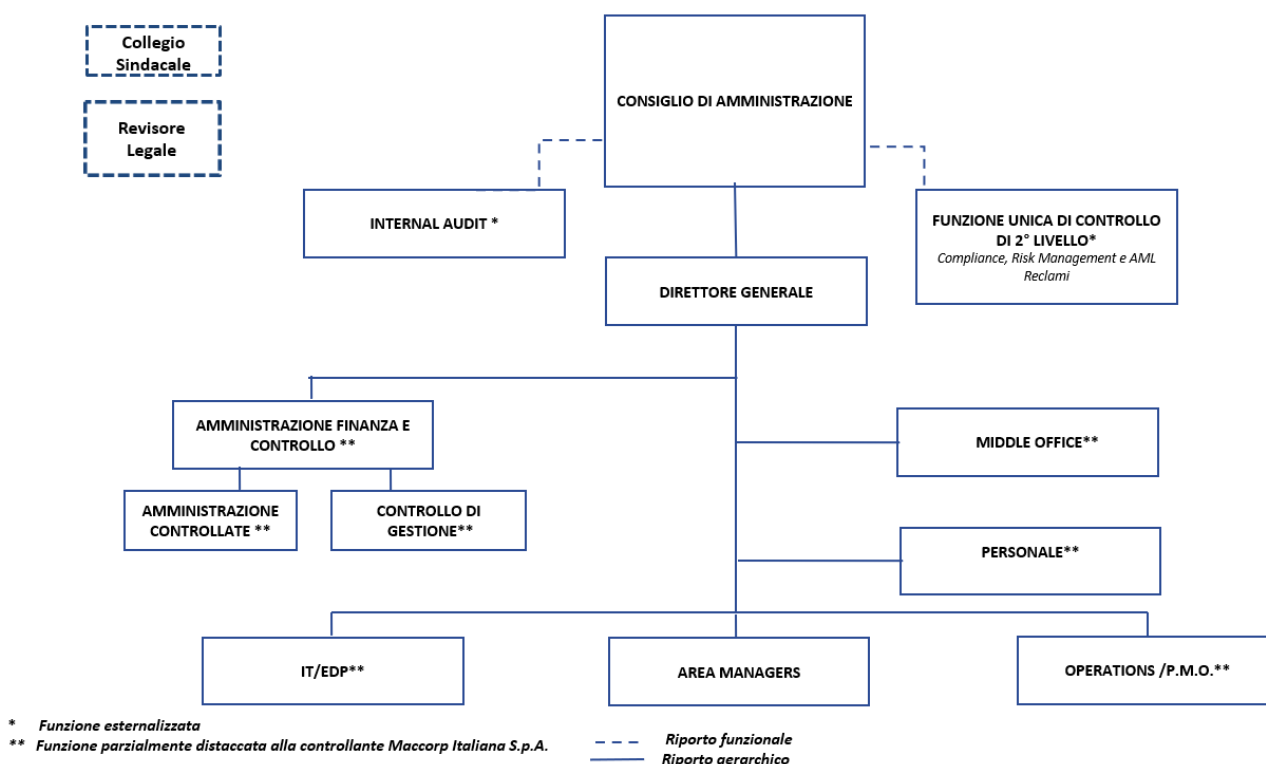 Collegio
Sindacale
Revisore
Legale
CONSIGLIO DI AMMINISTRAZIONE
INTERNAL AUDIT *
FUNZIONE UNICA DI CONTROLLO
DI 2° LIVELLO*
Compliance, Risk Management e AML
Reclami
DIRETTORE GENERALE
AMMINISTRAZIONE FINANZA E
CONTROLLO **
MIDDLE OFFICE**
AMMINISTRAZIONE
CONTROLLATE **
CONTROLLO DI
GESTIONE**
PERSONALE**
IT/EDP**
AREA MANAGERS
OPERATIONS /P.M.O.**
* Funzione esternalizzata
** Funzione parzialmente distaccata alla controllante Maccorp Italiana S.p.A.
Riporto funzionale
Riporto gerarchico